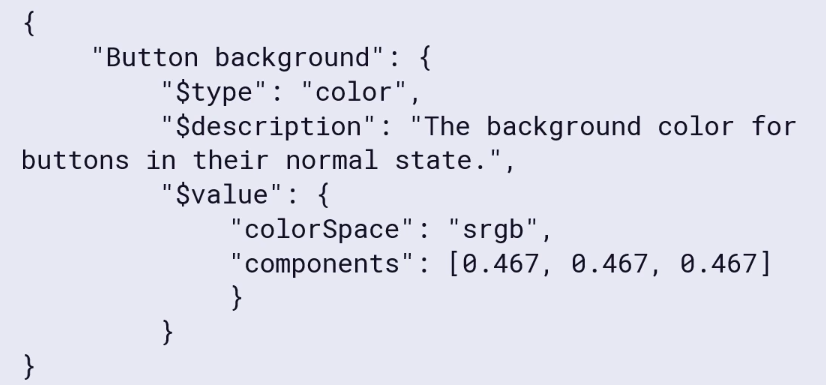 {
"Button background": {
"$type": "color",
"$description": "The background color for
buttons in their normal state.",
"$value": {
"colorSpace": "srgb",
"components": [0.467, 0.467, 0.467]
}
}
}